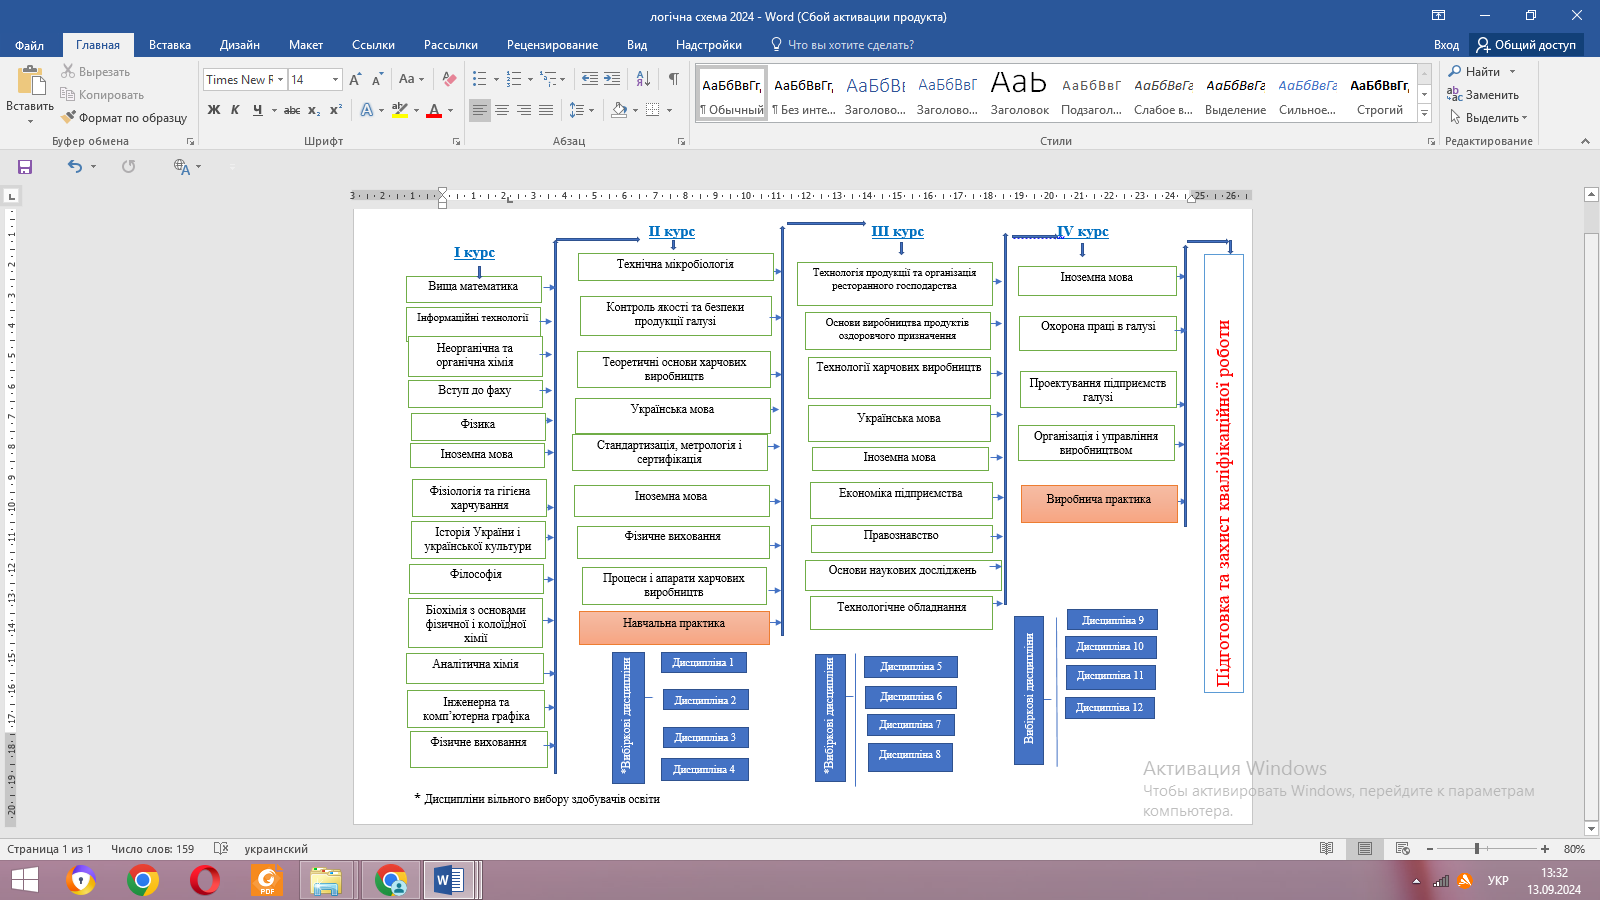 логічна схема 2024 - Word (Сбой активации продукта)
Файл Главная Вставка Дизайн Макет Ссылки Рассылки Рецензирование Вид Надстройки Что вы хотите сделать? Вход Общий доступ
Вставить
Вырезать
Копировать
Формат по образцу
Буфер обмена
Times New R 14
Шрифт
Абзац
АаБбВвГг, АаБбВвГг, АаБбВв АаБбВвГ АаЬ АаБбВвГ АаБбВвГг АаБбВвГг АаБбВвГг АаБбВвГг,
¶ Обычный ¶ Без инте... Заголово... Заголово... Заголовок Подзагол... Слабое в... Выделение Сильное... Строгий
Стили
Найти
Заменить
Выделить
Редактирование
I курс
Вища математика
Інформаційні технології
Неорганічна та
органічна хімія
Вступ до фаху
Фізика
Іноземна мова
Фізіологія та гігієна
харчування
Історія України і
української культури
Філософія
Біохімія з основами
фізичної і колоїдної
хімії
Аналітична хімія
Інженерна та
комп’ютерна графіка
Фізичне виховання
II курс
Технічна мікробіологія
Контроль якості та безпеки
продукції галузі
Теоретичні основи харчових
виробництв
Українська мова
Стандартизація, метрологія і
сертифікація
Іноземна мова
Фізичне виховання
Процеси і апарати харчових
виробництв
Навчальна практика
*Вибіркові дисципліни
Дисципліна 1
Дисципліна 2
Дисципліна 3
Дисципліна 4
III курс
Технологія продукції та організація
ресторанного господарства
Основи виробництва продуктів
оздоровчого призначення
Технології харчових виробництв
Українська мова
Іноземна мова
Економіка підприємства
Правознавство
Основи наукових досліджень
Технологічне обладнання
*Вибіркові дисципліни
Дисципліна 5
Дисципліна 6
Дисципліна 7
Дисципліна 8
IV курс
Іноземна мова
Охорона праці в галузі
Проектування підприємств
галузі
Організація і управління
виробництвом
Виробнича практика
Вибіркові дисципліни
Дисципліна 9
Дисципліна 10
Дисципліна 11
Дисципліна 12
Підготовка та захист кваліфікаційної роботи
* Дисципліни вільного вибору здобувачів освіти
Активация Windows
Чтобы активировать Windows, перейдите к параметрам
компьютера.
Страница 1 из 1 Число слов: 159 украинский 80%
УКР
13:32
13.09.2024